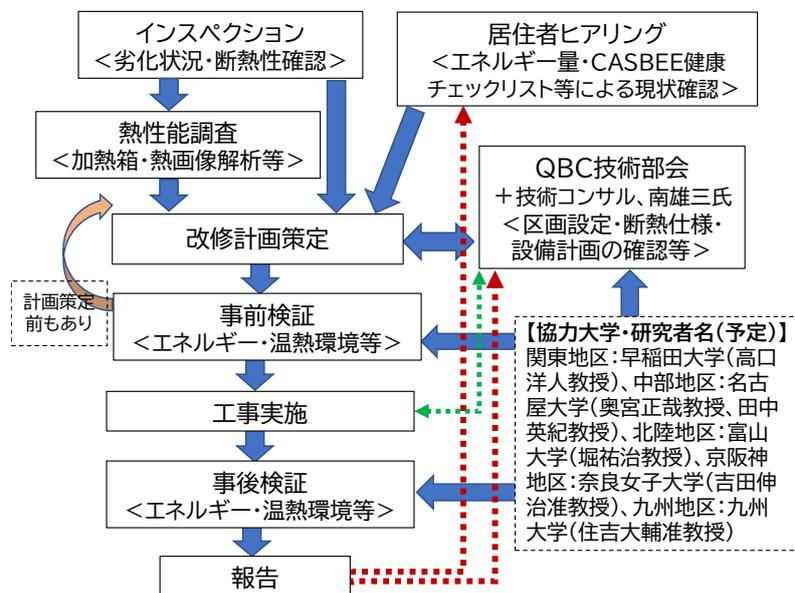 インスペクション
<劣化状況・断熱性確認>
居住者ヒアリング
<エネルギー量・CASBEE健康
チェックリスト等による現状確認>
熱性能調査
<加熱箱・熱画像解析等>
QBC技術部会
+技術コンサル、南雄三氏
<区画設定・断熱仕様・
設備計画の確認等>
改修計画策定
計画策定
前もあり
事前検証
<エネルギー・温熱環境等>
【協力大学・研究者名(予定)】
関東地区:早稲田大学(高口
洋人教授)、中部地区:名古
屋大学(奥宮正哉教授、田中
英紀教授)、北陸地区:富山
大学(堀祐治教授)、京阪神
地区:奈良女子大学(吉田伸
治准教授)、九州地区:九州
大学(住吉大輔准教授)
工事実施
事後検証
<エネルギー・温熱環境等>
報告